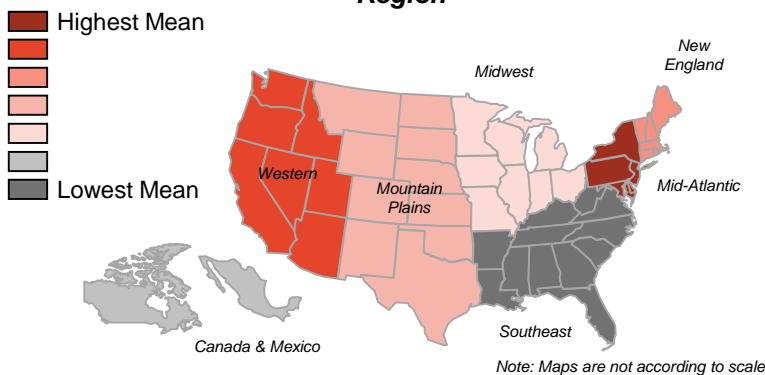 Region
Highest Mean
New
England
Midwest
Western
Mountain
Plains
Mid-Atlantic
Lowest Mean
Southeast
Canada & Mexico
Note: Maps are not according to scale